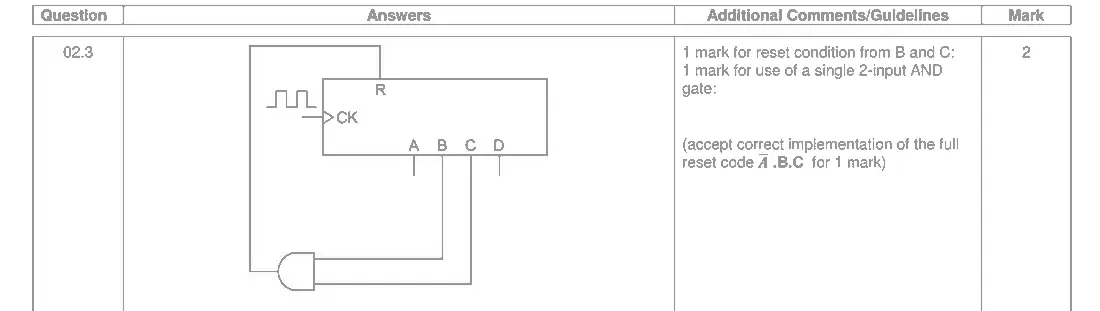 Question Answers Additional Comments/Guidelines Mark
02.3
R
CK
A B C D
1 mark for reset condition from B and C:
1 mark for use of a single 2-input AND
gate:
(accept correct implementation of the full
reset code A̅ .B.C for 1 mark)
2